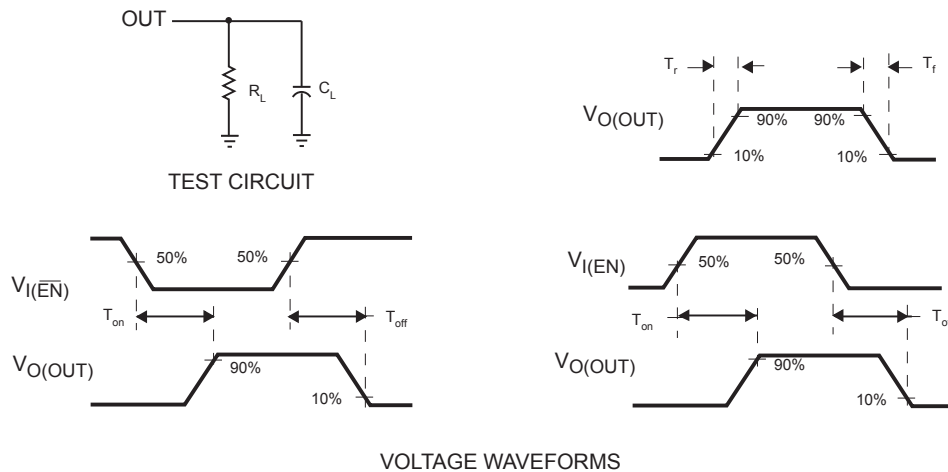 OUT
R_L
C_L
TEST CIRCUIT
T_r
T_f
V_O(OUT)
90%
90%
10%
10%
V_I(E̅N̅)
50%
50%
T_on
T_off
V_O(OUT)
90%
10%
V_I(EN)
50%
50%
T_on
T_o
V_O(OUT)
90%
10%
VOLTAGE WAVEFORMS